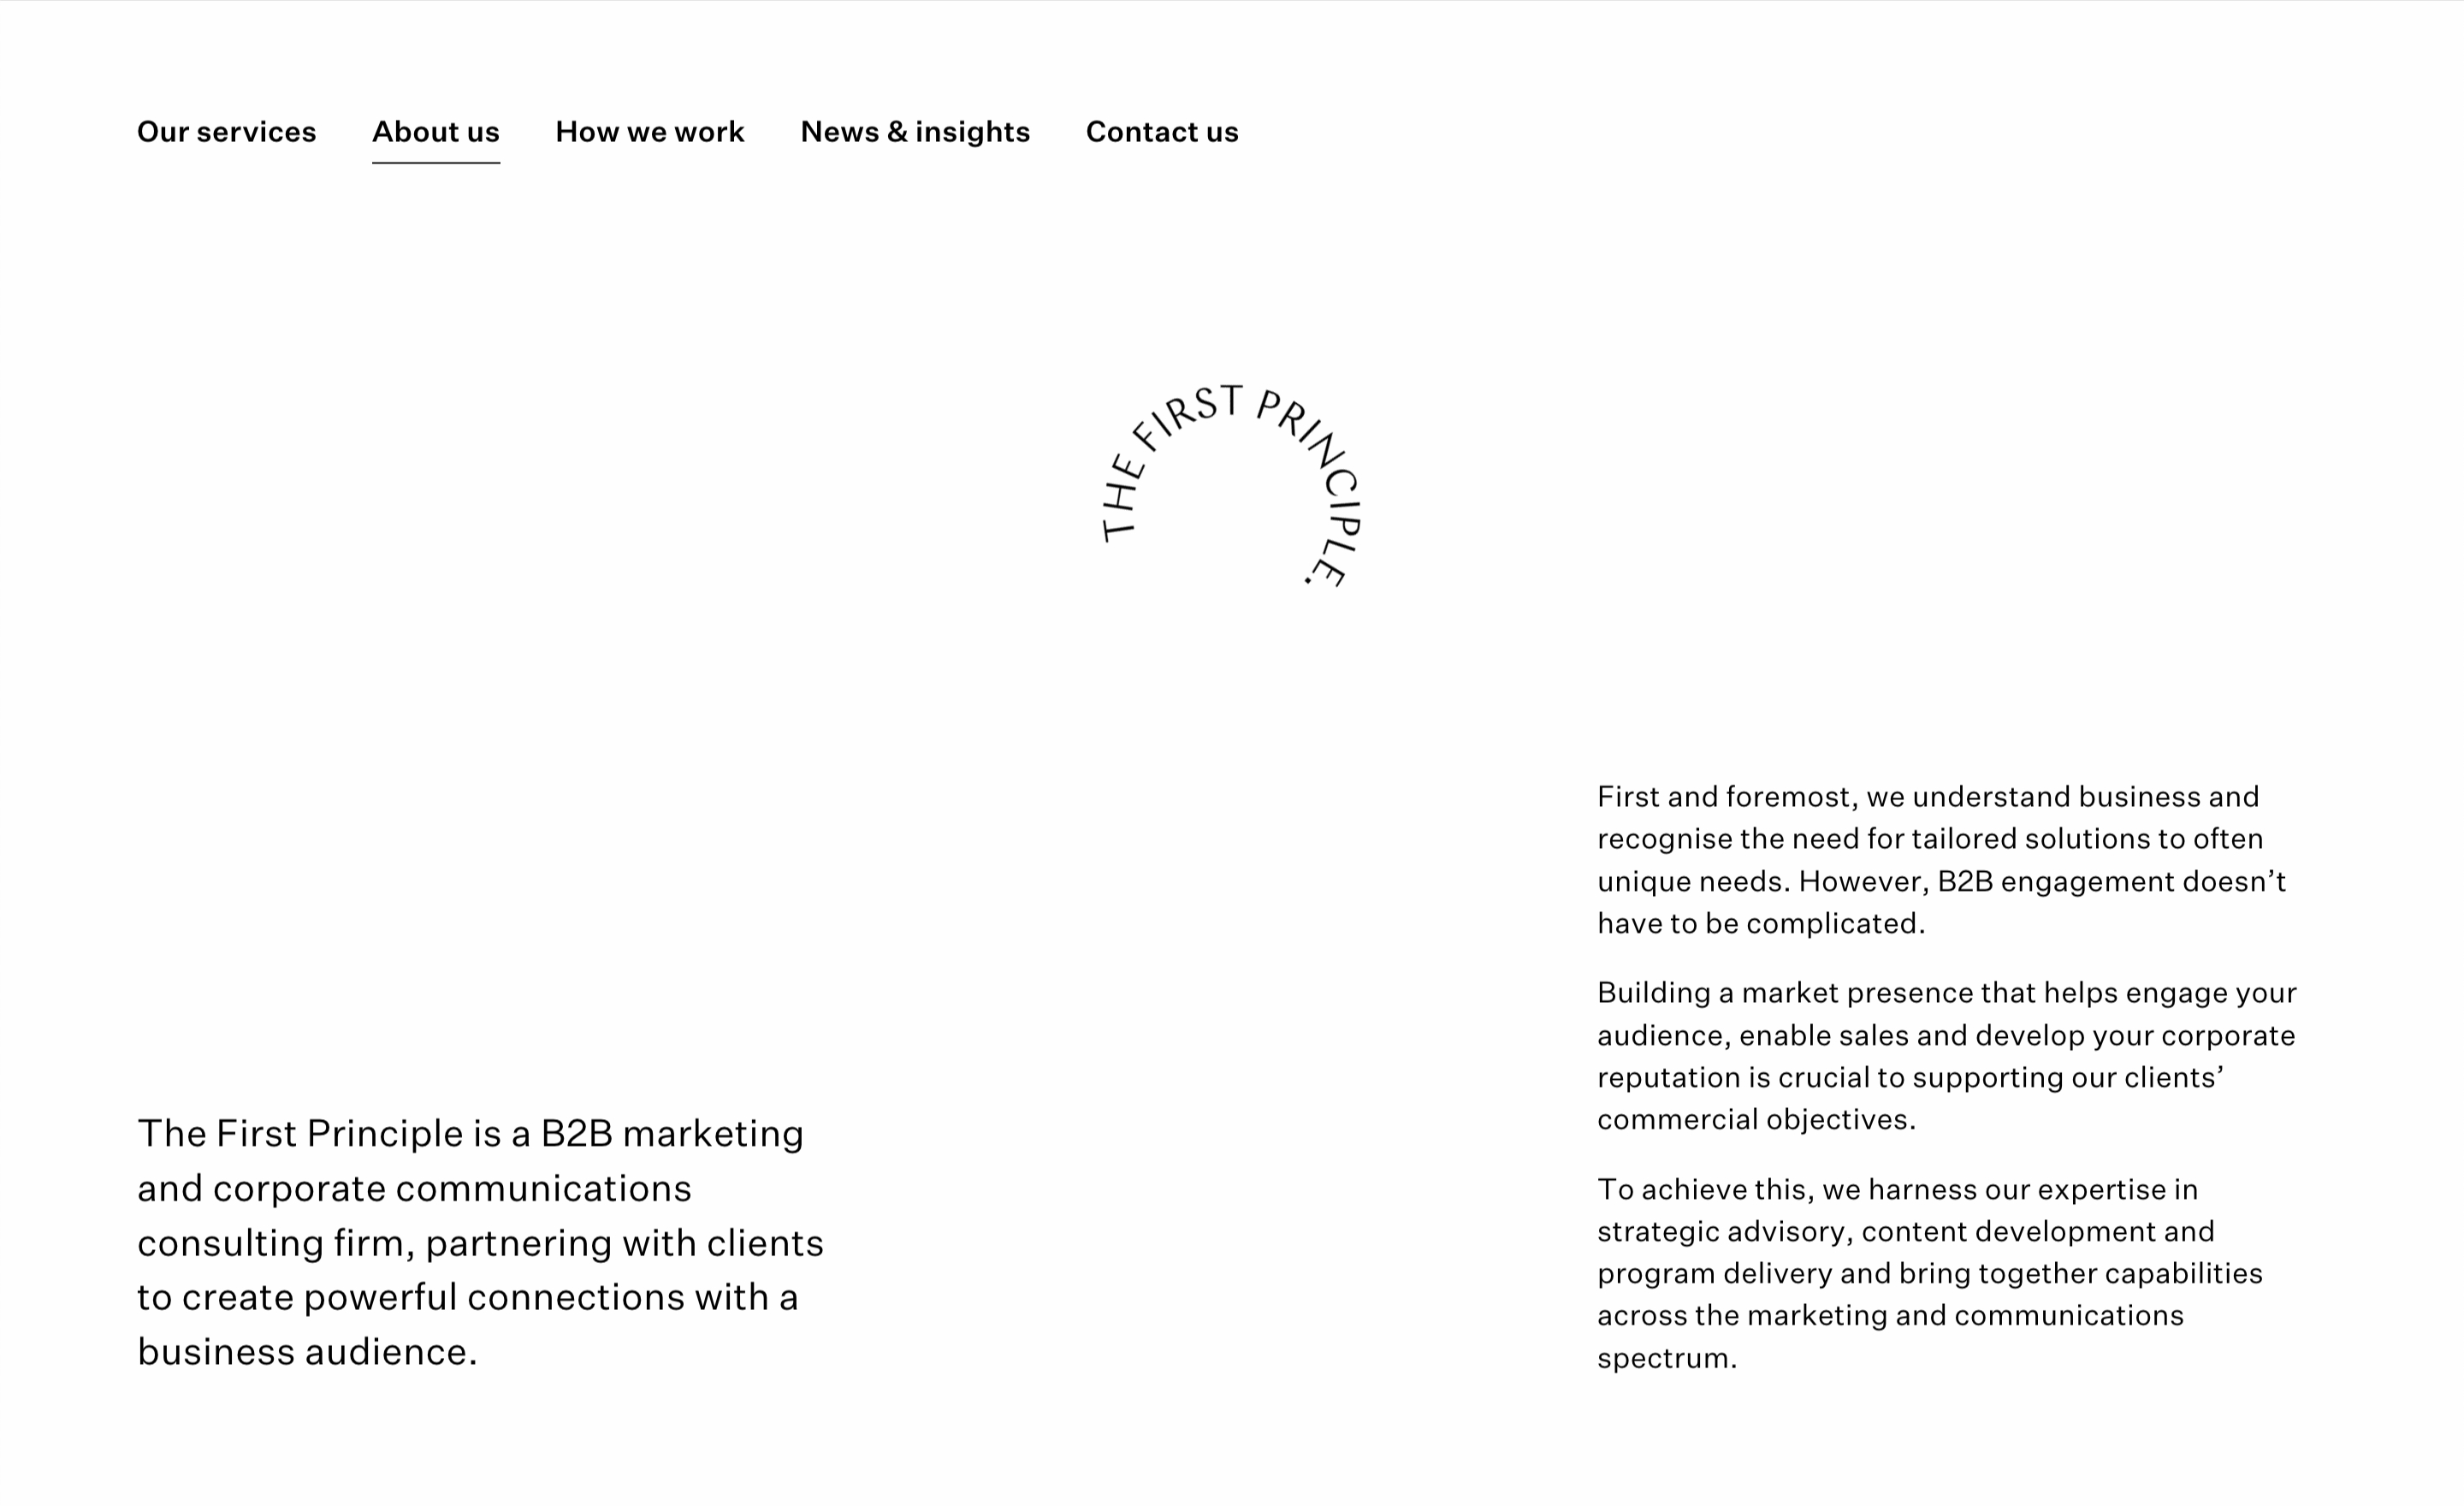 Our services About us How we work News & insights Contact us
THE FIRST PRINCIPLE.
The First Principle is a B2B marketing
and corporate communications
consulting firm, partnering with clients
to create powerful connections with a
business audience.
First and foremost, we understand business and
recognise the need for tailored solutions to often
unique needs. However, B2B engagement doesn’t
have to be complicated.
Building a market presence that helps engage your
audience, enable sales and develop your corporate
reputation is crucial to supporting our clients’
commercial objectives.
To achieve this, we harness our expertise in
strategic advisory, content development and
program delivery and bring together capabilities
across the marketing and communications
spectrum.